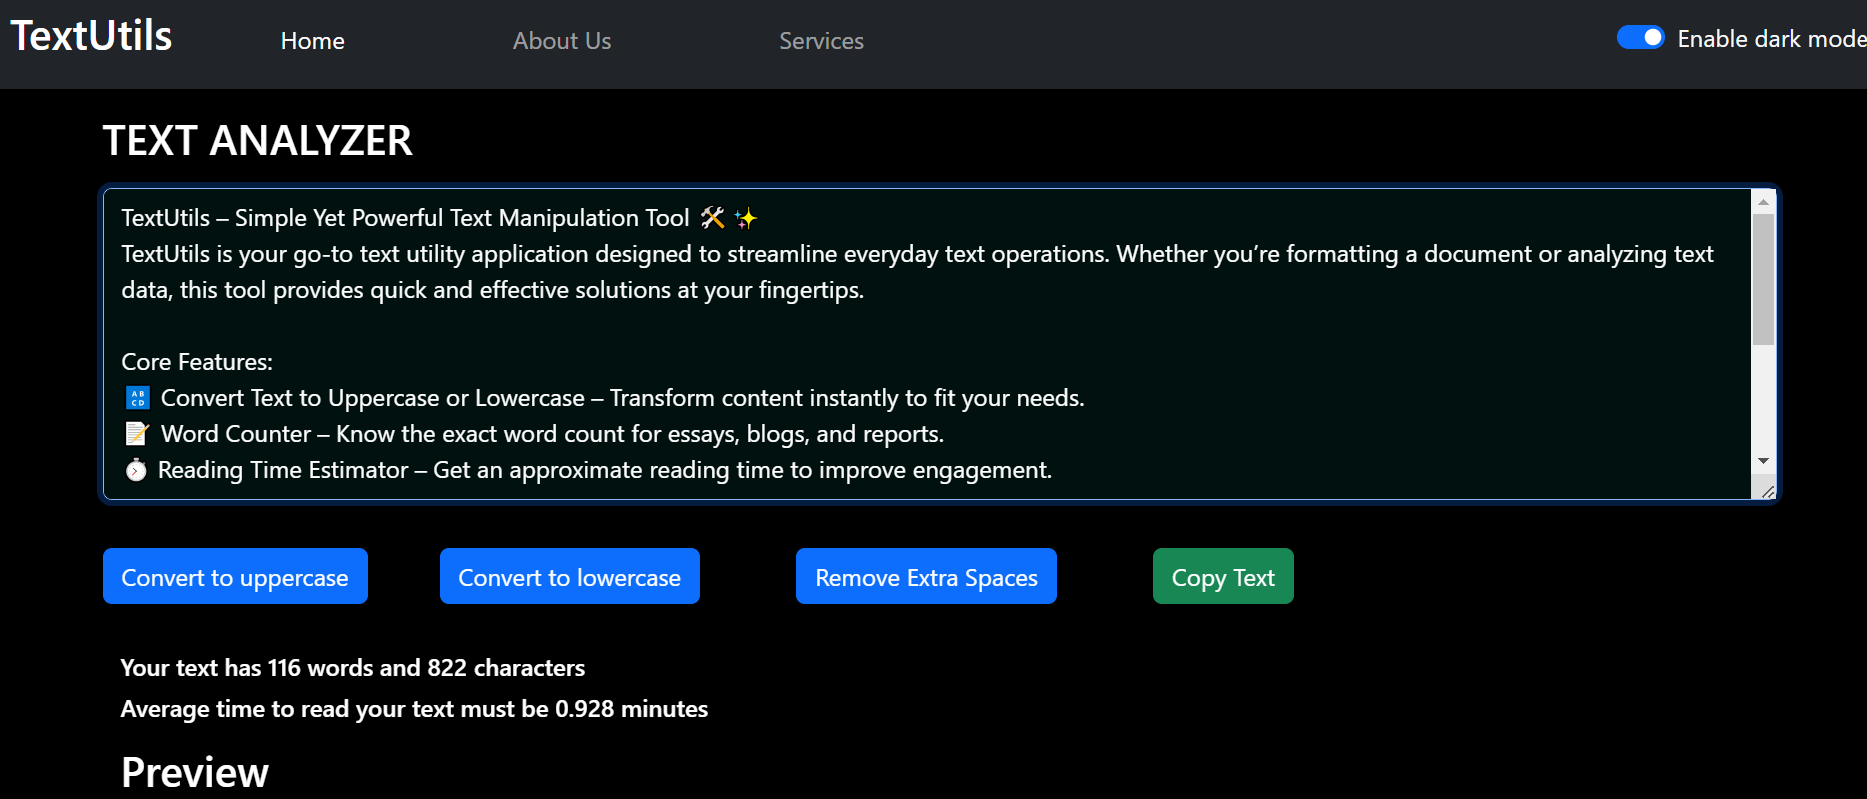 TextUtils Home About Us Services Enable dark mode
TEXT ANALYZER
TextUtils – Simple Yet Powerful Text Manipulation Tool 🛠️ ✨
TextUtils is your go-to text utility application designed to streamline everyday text operations. Whether you’re formatting a document or analyzing text
data, this tool provides quick and effective solutions at your fingertips.
Core Features:
🔠 Convert Text to Uppercase or Lowercase – Transform content instantly to fit your needs.
📝 Word Counter – Know the exact word count for essays, blogs, and reports.
⏱️ Reading Time Estimator – Get an approximate reading time to improve engagement.
Convert to uppercase Convert to lowercase Remove Extra Spaces Copy Text
Your text has 116 words and 822 characters
Average time to read your text must be 0.928 minutes
Preview